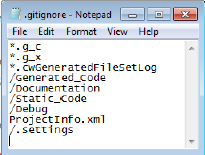 .gitignore - Notepad
File Edit Format View Help
*.g_c
*.g_x
*.cwGeneratedFileSetLog
/Generated_Code
/Documentation
/Static_Code
/Debug
ProjectInfo.xml
/.settings